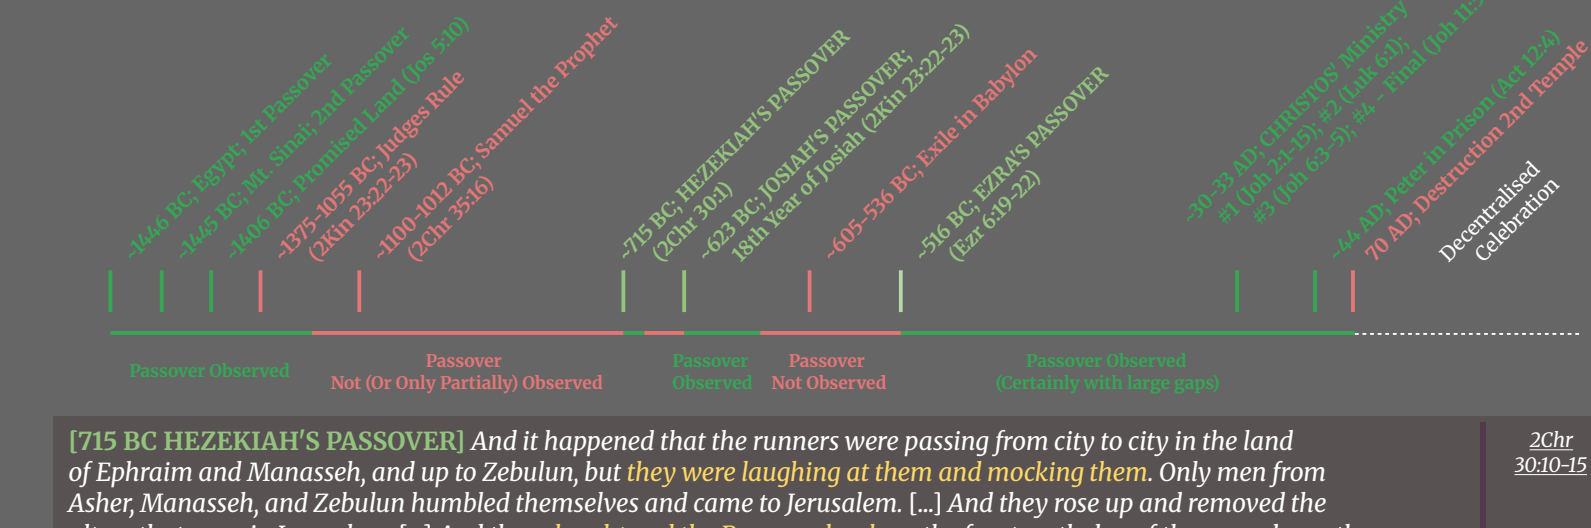 ~1446 BC; Egypt; 1st Passover
~1445 BC; Mt. Sinai; 2nd Passover
~1406 BC; Promised Land (Jos 5:10)
~1375-1055 BC; Judges Rule
(2Kin 23:22-23)
~1100-1012 BC; Samuel the Prophet
(2Chr 35:16)
~715 BC; HEZEKIAH'S PASSOVER
(2Chr 30:1)
~623 BC; JOSIAH'S PASSOVER;
18th Year of Josiah (2Kin 23:22-23)
~605-536 BC; Exile in Babylon
~516 BC; EZRA'S PASSOVER
(Ezr 6:19-22)
~30-33 AD; CHRISTOS' Ministry
#1 (Joh 2:1-15); #2 (Luk 6:1);
#3 (Joh 6:3-5); #4 - Final (Joh 11:
~44 AD; Peter in Prison (Act 12:4)
70 AD; Destruction 2nd Temple
Decentralised
Celebration
Passover Observed
Passover
Not (Or Only Partially) Observed
Passover
Observed
Passover
Not Observed
Passover Observed
(Certainly with large gaps)
[715 BC HEZEKIAH'S PASSOVER] And it happened that the runners were passing from city to city in the land
of Ephraim and Manasseh, and up to Zebulun, but they were laughing at them and mocking them. Only men from
Asher, Manasseh, and Zebulun humbled themselves and came to Jerusalem. [...] And they rose up and removed the
2Chr
30:10-15